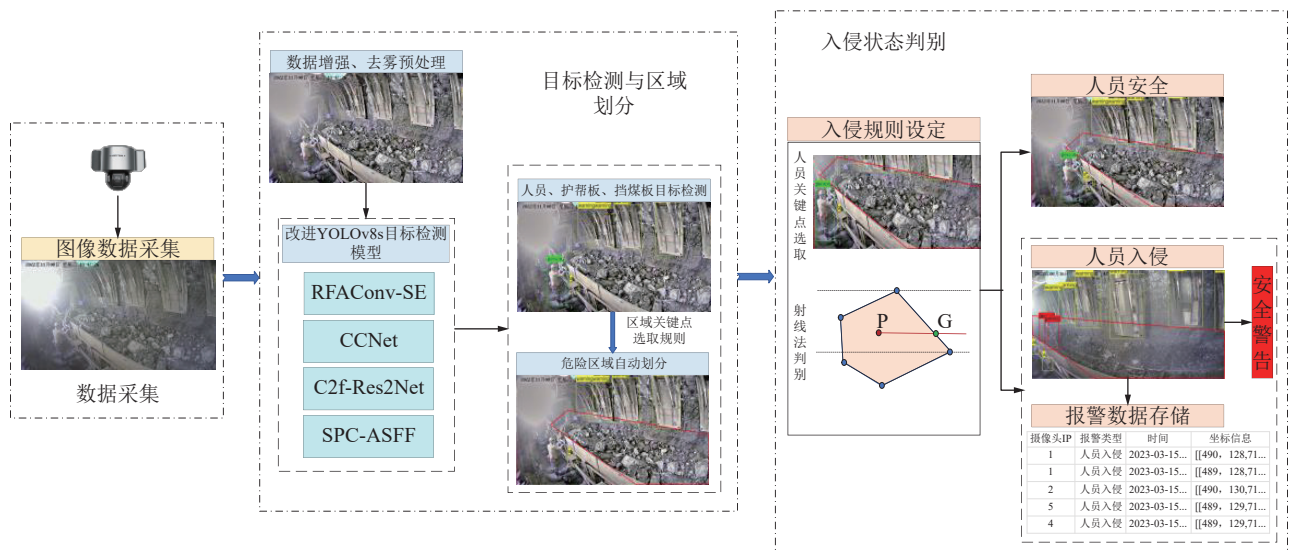 图像数据采集
数据采集
数据增强、去雾预处理
目标检测与区域
划分
改进YOLOv8s目标检测
模型
RFAConv-SE
CCNet
C2f-Res2Net
SPC-ASFF
人员、护帮板、挡煤板目标检测
区域关键点
选取规则
危险区域自动划分
入侵状态判别
入侵规则设定
人员关键点选取
射线法判别
P
G
人员安全
人员入侵
安全警告
报警数据存储
摄像头IP 报警类型 时间 坐标信息
1 人员入侵 2023-03-15... [[490，128,71...
1 人员入侵 2023-03-15... [[489，128,71...
2 人员入侵 2023-03-15... [[490，130,71...
5 人员入侵 2023-03-15... [[489，129,71...
4 人员入侵 2023-03-15... [[489，129,71...